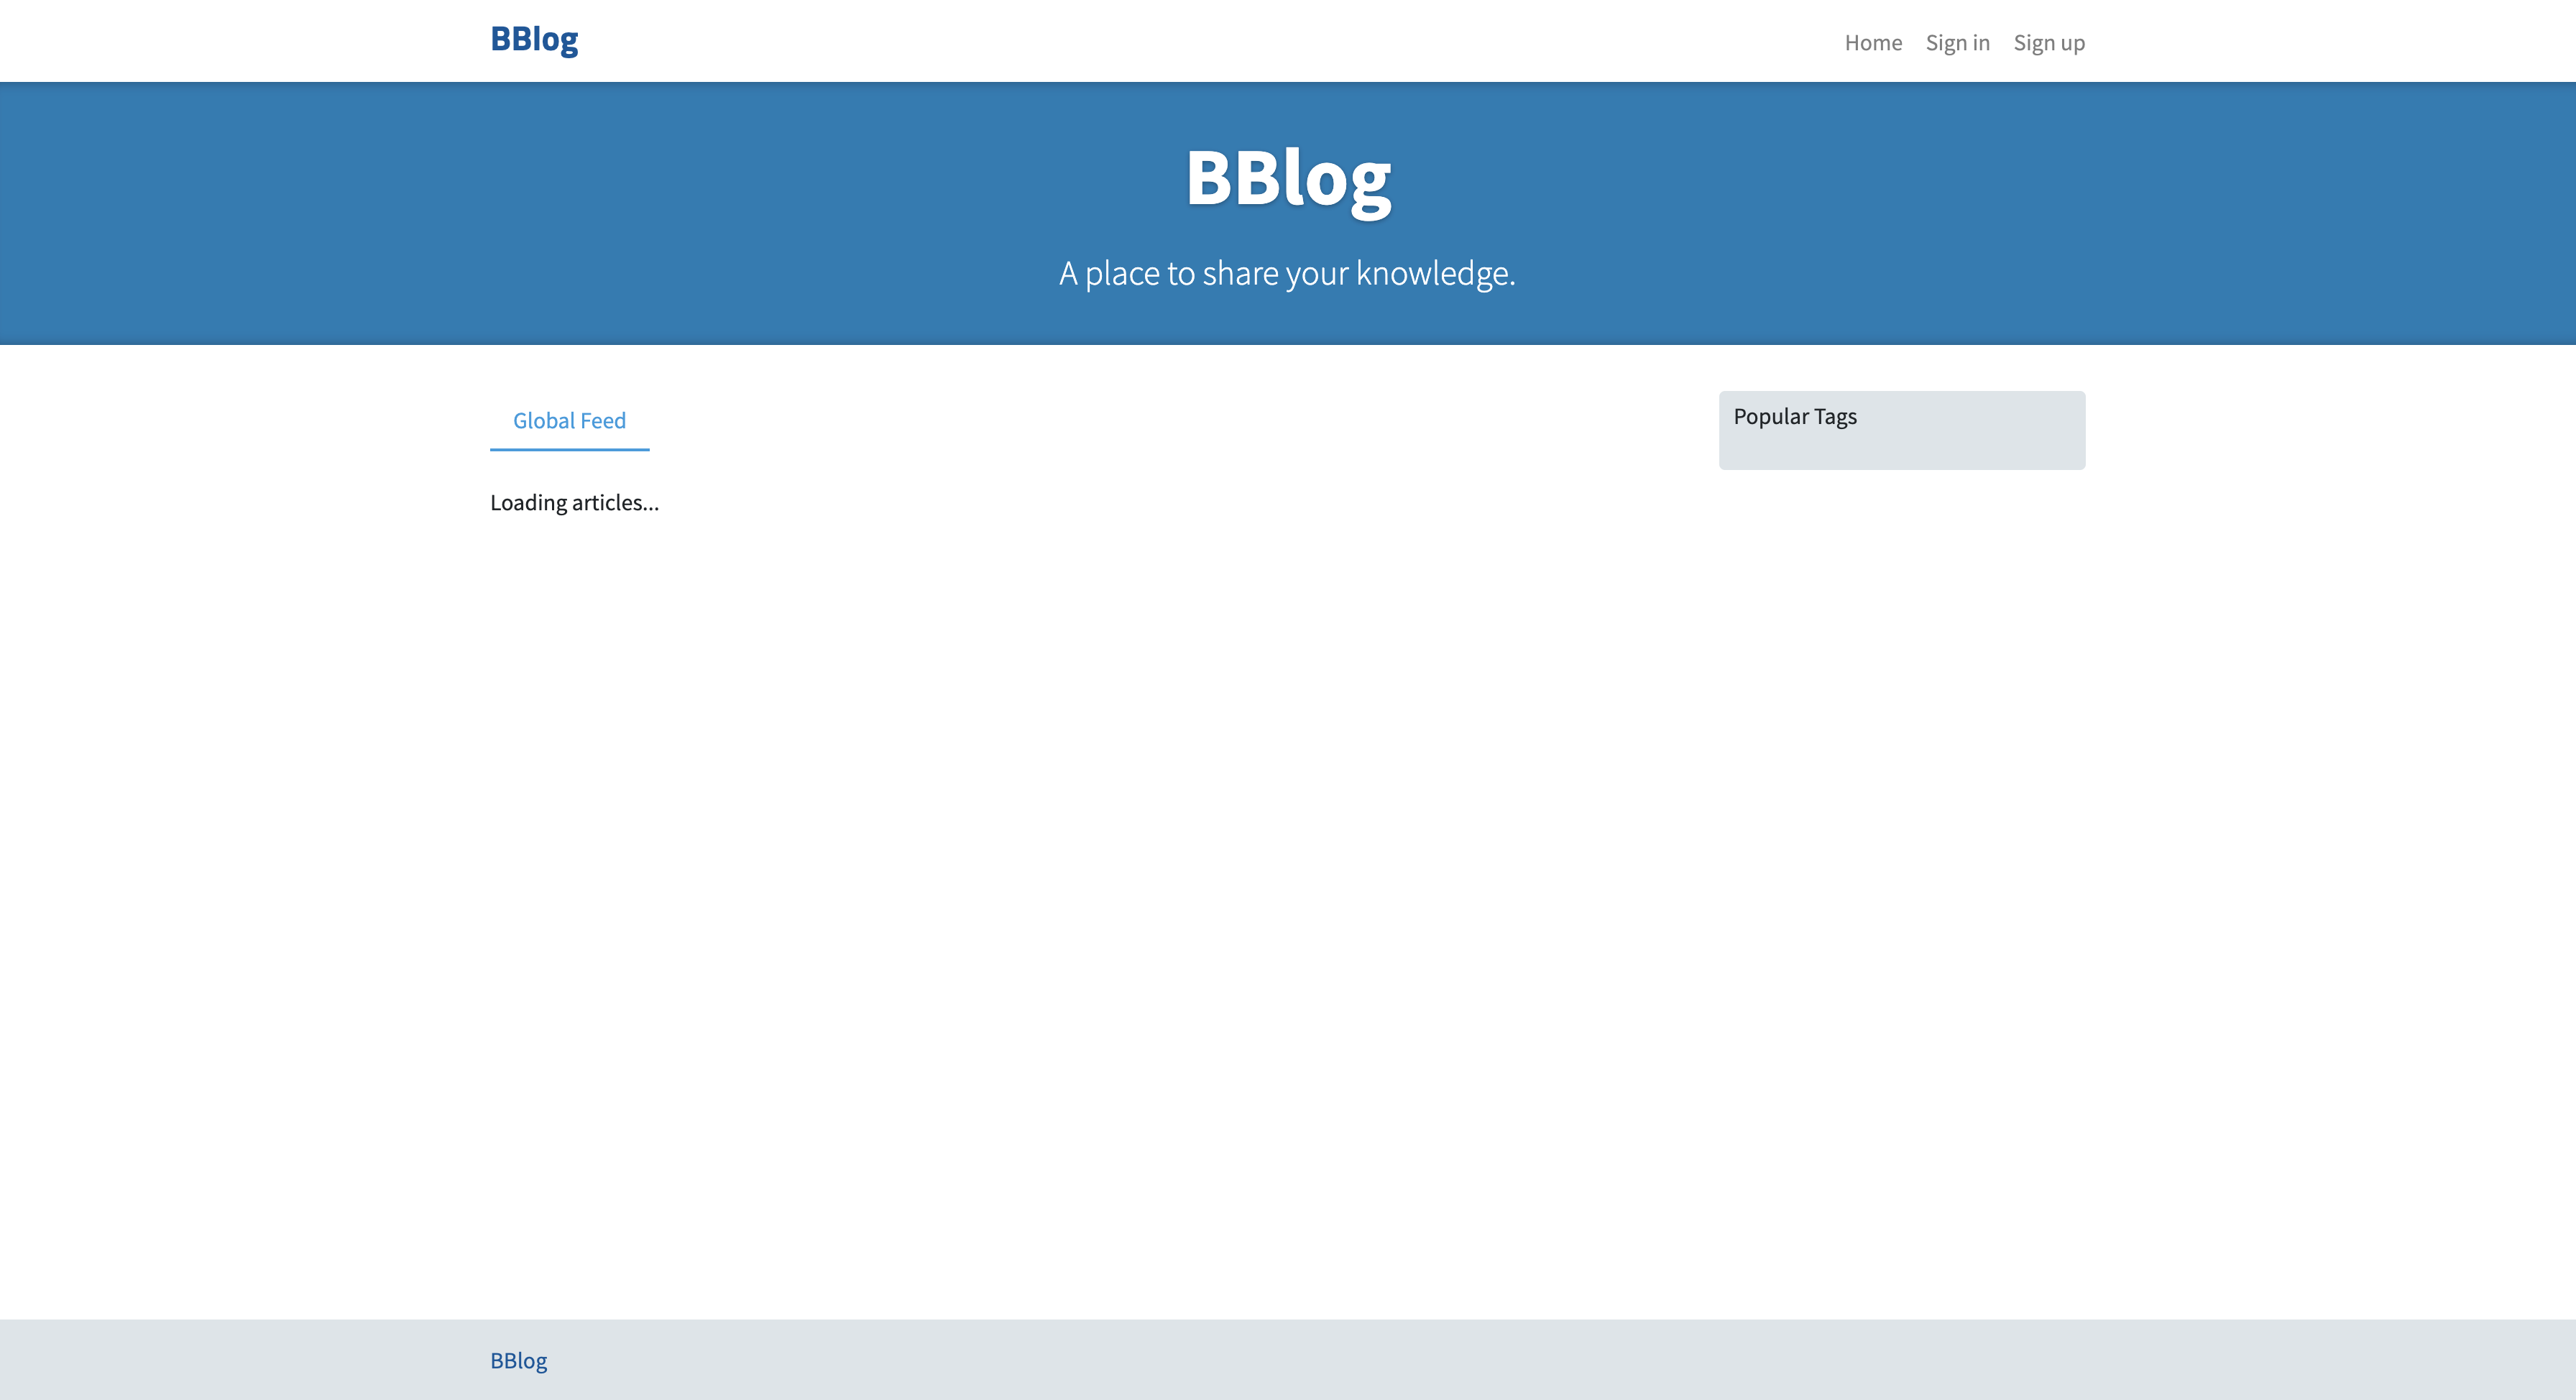 BBlog
Home Sign in Sign up
BBlog
A place to share your knowledge.
Global Feed
Popular Tags
Loading articles...
BBlog